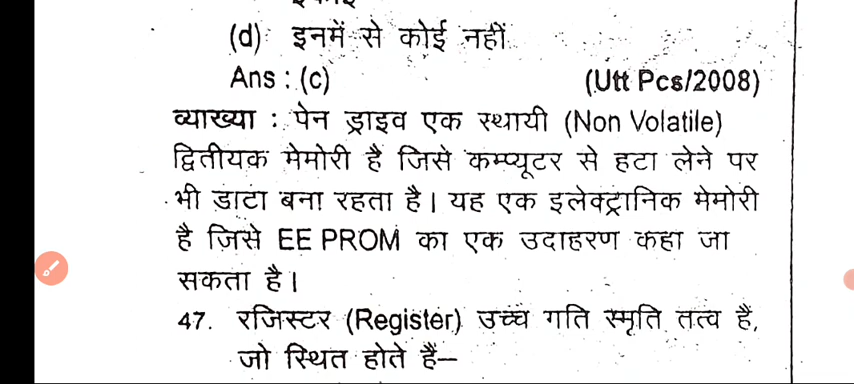 (d) इनमें से कोई नहीं
Ans : (c) (Utt Pcs/2008)
व्याख्या : पेन ड्राइव एक स्थायी (Non Volatile)
द्वितीयक मेमोरी है जिसे कम्प्यूटर से हटा लेने पर
भी डाटा बना रहता है। यह एक इलेक्ट्रानिक मेमोरी
है जिसे EE PROM का एक उदाहरण कहा जा
सकता है।
47. रजिस्टर (Register) उच्च गति स्मृति तत्व हैं,
जो स्थित होते हैं–